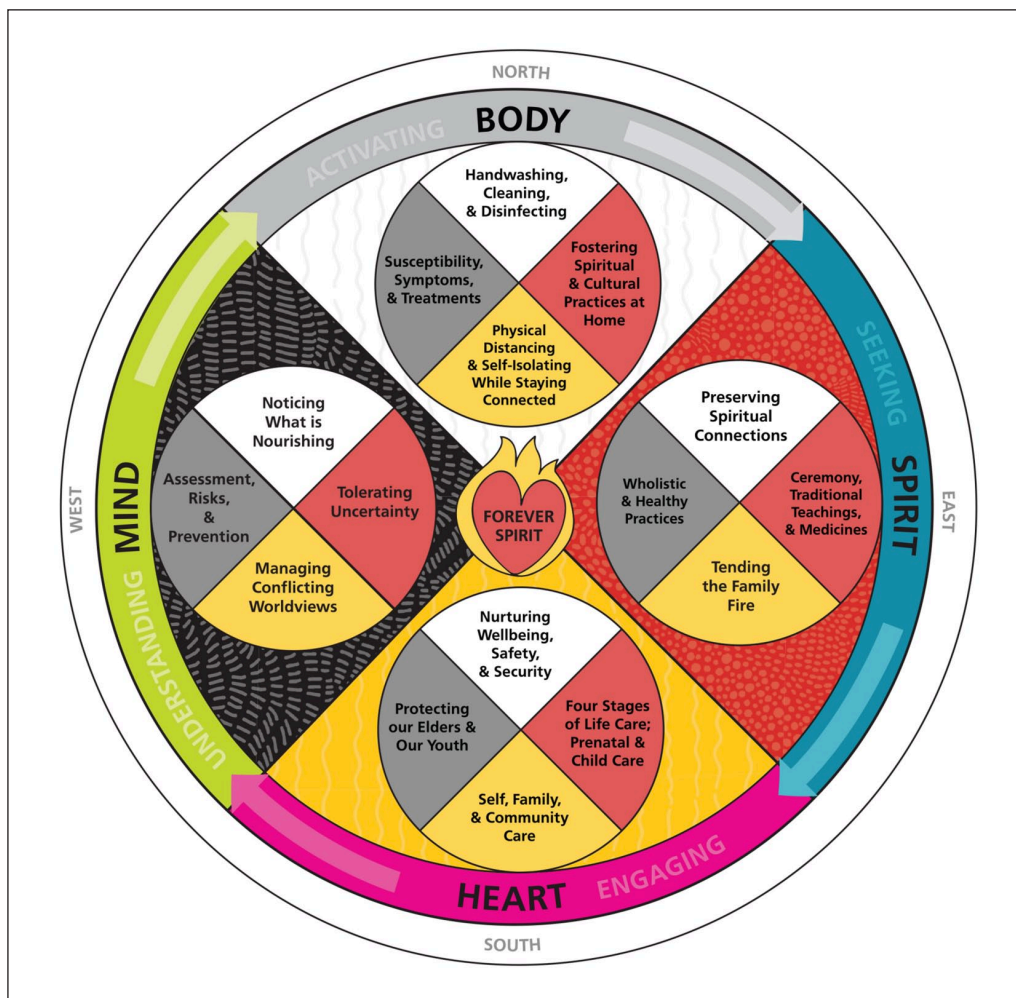 NORTH
BODY
ACTIVATING
Handwashing,
Cleaning,
& Disinfecting
Susceptibility,
Symptoms,
& Treatments
Fostering
Spiritual
& Cultural
Practices at
Home
Physical
Distancing
& Self-Isolating
While Staying
Connected
WEST
MIND
UNDERSTANDING
Noticing
What is
Nourishing
Assessment,
Risks,
&
Prevention
Tolerating
Uncertainty
Managing
Conflicting
Worldviews
FOREVER
SPIRIT
Preserving
Spiritual
Connections
Wholistic
& Healthy
Practices
Ceremony,
Traditional
Teachings,
& Medicines
Tending
the Family
Fire
SEEKING
SPIRIT
EAST
Nurturing
Wellbeing,
Safety,
& Security
Protecting
our Elders &
Our Youth
Four Stages
of Life Care;
Prenatal &
Child Care
Self, Family,
& Community
Care
HEART
ENGAGING
SOUTH